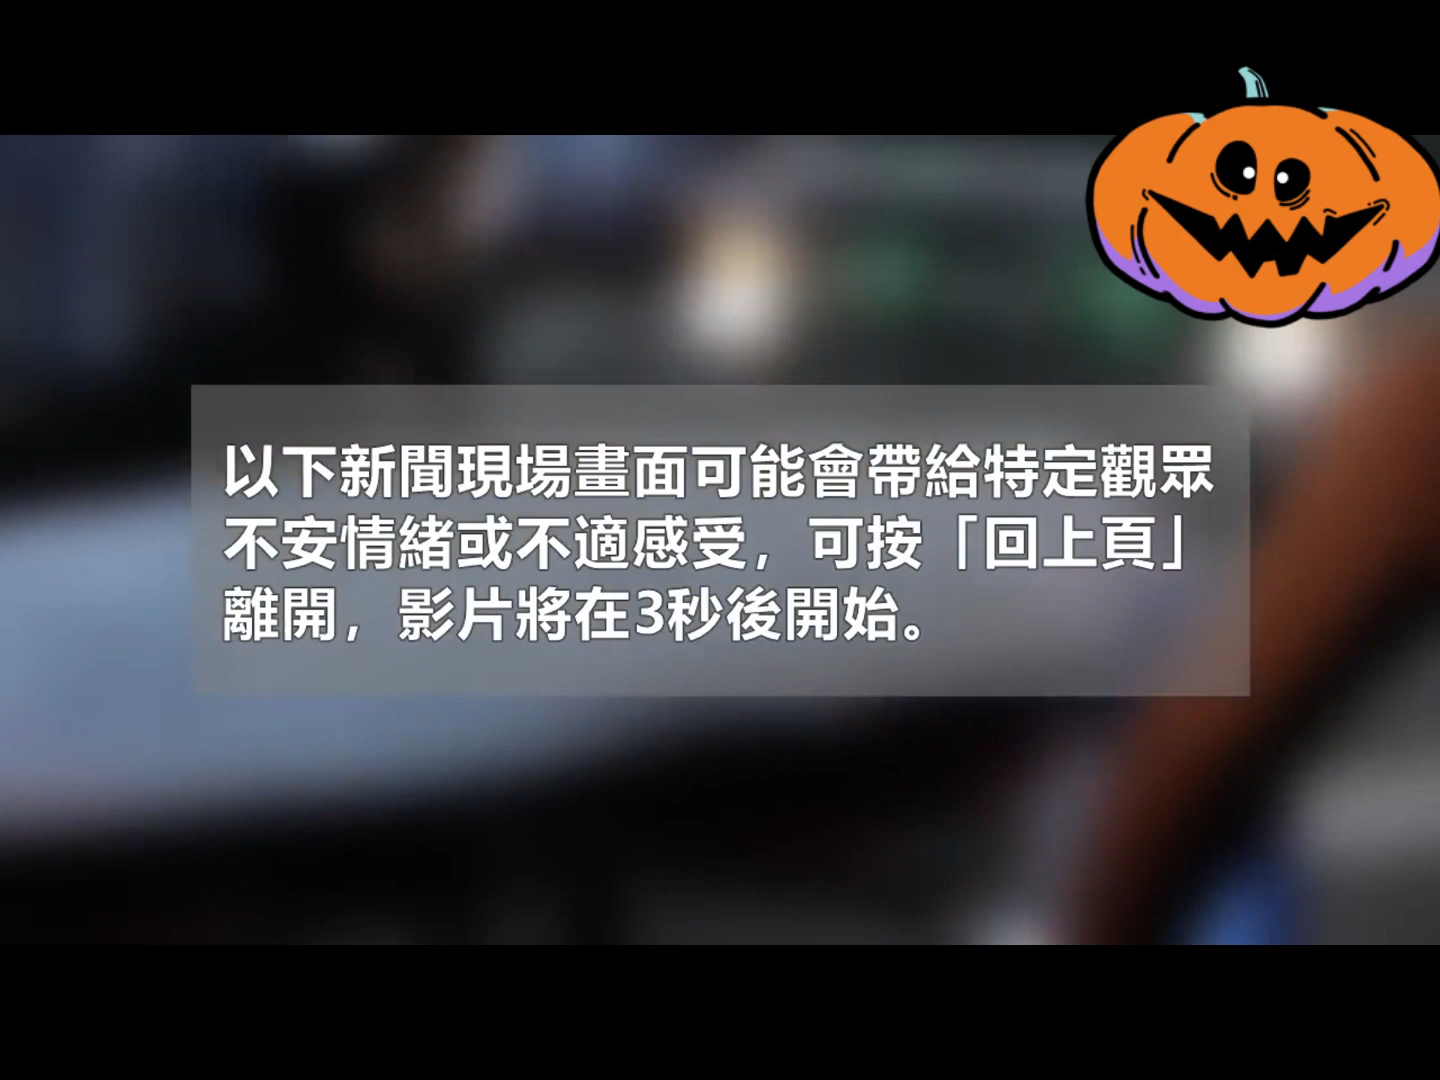 以下新聞現場畫面可能會帶給特定觀眾
不安情緒或不適感受，可按「回上頁」
離開，影片將在3秒後開始。